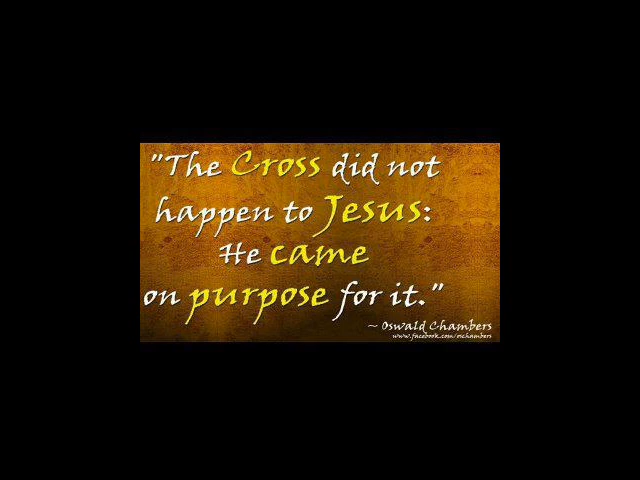 "The Cross did not
happen to Jesus:
He came
on purpose for it."
~ Oswald Chambers
www.facebook.com/oschambers